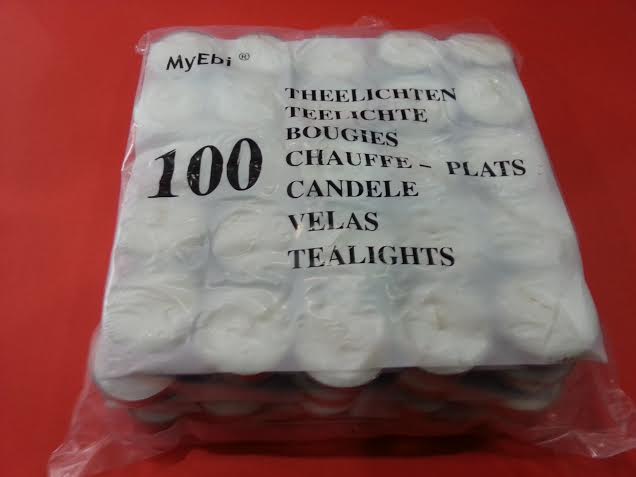 MyEbi ®
100
THEELICHTEN
TEELICHTE
BOUGIES
CHAUFFE - PLATS
CANDELE
VELAS
TEALIGHTS